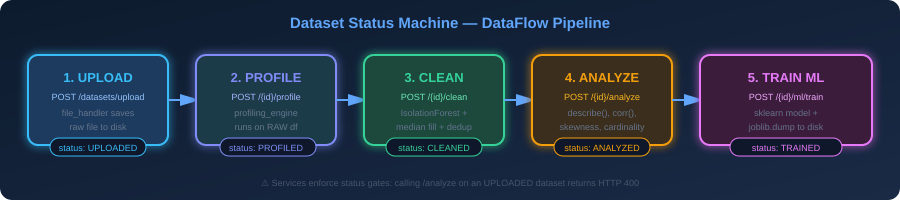 Dataset Status Machine — DataFlow Pipeline
1. UPLOAD
POST /datasets/upload
file_handler saves
raw file to disk
status: UPLOADED
2. PROFILE
POST /{id}/profile
profiling_engine
runs on RAW df
status: PROFILED
3. CLEAN
POST /{id}/clean
IsolationForest +
median fill + dedup
status: CLEANED
4. ANALYZE
POST /{id}/analyze
describe(), corr(),
skewness, cardinality
status: ANALYZED
5. TRAIN ML
POST /{id}/ml/train
sklearn model +
joblib.dump to disk
status: TRAINED
⚠ Services enforce status gates: calling /analyze on an UPLOADED dataset returns HTTP 400